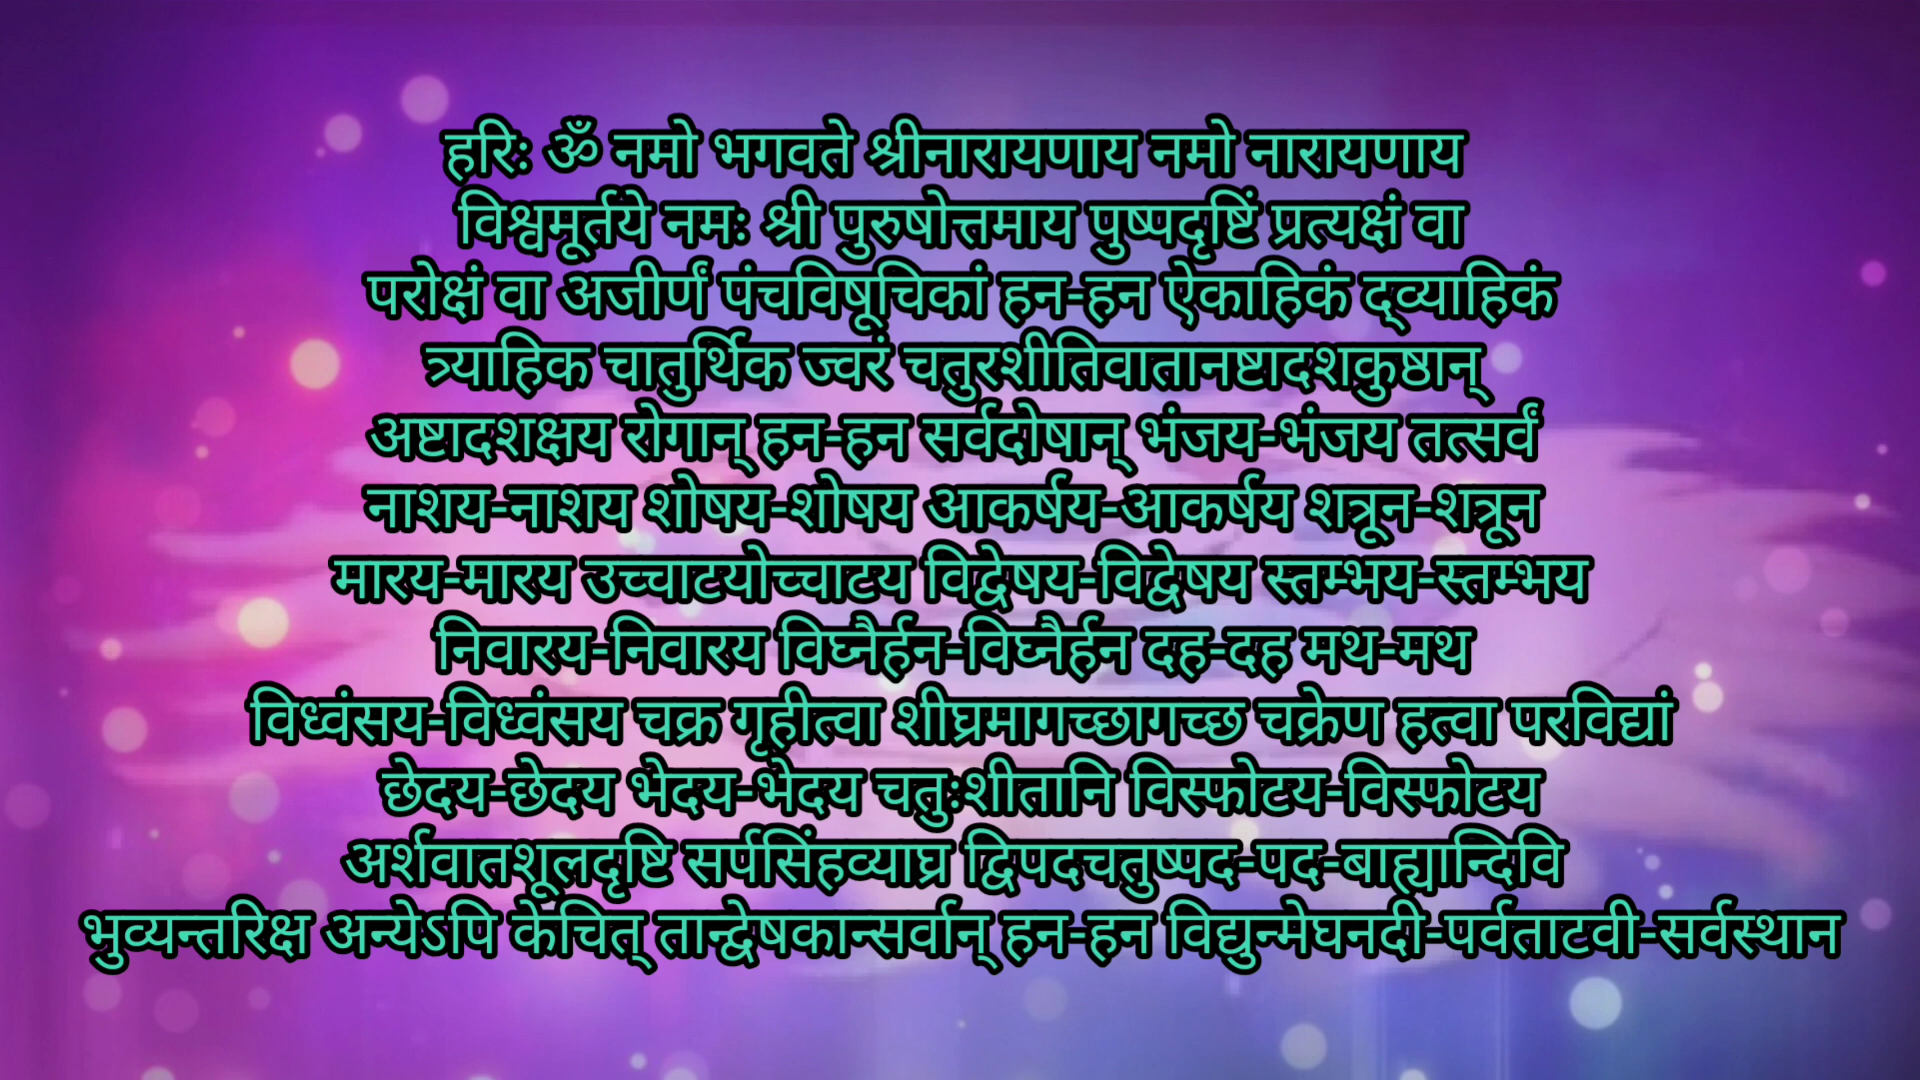 हरिः ॐ नमो भगवते श्रीनारायणाय नमो नारायणाय
विश्वमूर्तये नमः श्री पुरुषोत्तमाय पुष्पदृष्टिं प्रत्यक्षं वा
परोक्षं वा अजीर्णं पंचविषूचिकां हन-हन ऐकाहिकं द्व्याहिकं
त्र्याहिक चातुर्थिक ज्वरं चतुरशीतिवातानष्टादशकुष्ठान्
अष्टादशक्षय रोगान् हन-हन सर्वदोषान् भंजय-भंजय तत्सर्वं
नाशय-नाशय शोषय-शोषय आकर्षय-आकर्षय शत्रून-शत्रून
मारय-मारय उच्चाटयोच्चाटय विद्वेषय-विद्वेषय स्तम्भय-स्तम्भय
निवारय-निवारय विघ्नैर्हन-विघ्नैर्हन दह-दह मथ-मथ
विध्वंसय-विध्वंसय चक्र गृहीत्वा शीघ्रमागच्छागच्छ चक्रेण हत्वा परविद्यां
छेदय-छेदय भेदय-भेदय चतुःशीतानि विस्फोटय-विस्फोटय
अर्शवातशूलदृष्टि सर्पसिंहव्याघ्र द्विपदचतुष्पद-पद-बाह्यान्दिवि
भुव्यन्तरिक्ष अन्येऽपि केचित् तान्द्वेषकान्सर्वान् हन-हन विद्युन्मेघनदी-पर्वताटवी-सर्वस्थान